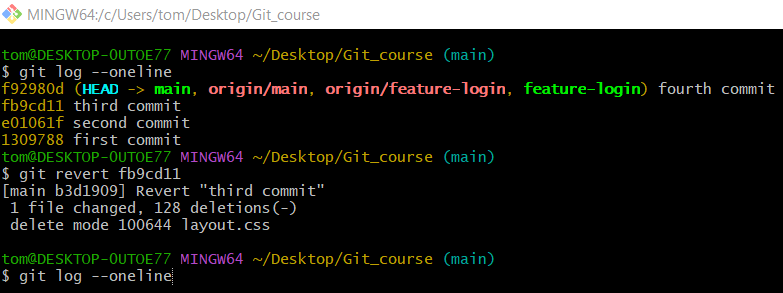 MINGW64:/c/Users/tom/Desktop/Git_course
tom@DESKTOP-OUTOE77 MINGW64 ~/Desktop/Git_course (main)
$ git log --oneline
f92980d (HEAD -> main, origin/main, origin/feature-login, feature-login) fourth commit
fb9cd11 third commit
e01061f second commit
1309788 first commit
tom@DESKTOP-OUTOE77 MINGW64 ~/Desktop/Git_course (main)
$ git revert fb9cd11
[main b3d1909] Revert "third commit"
 1 file changed, 128 deletions(-)
 delete mode 100644 layout.css
tom@DESKTOP-OUTOE77 MINGW64 ~/Desktop/Git_course (main)
$ git log --oneline